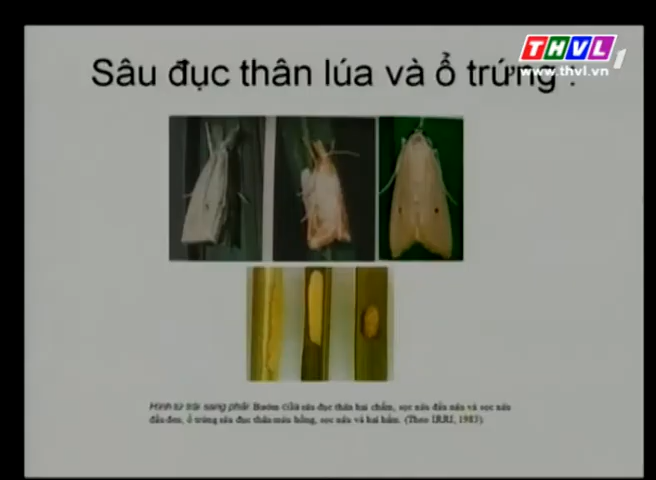 THVL1
www.thvl.vn
Sâu đục thân lúa và ổ trứng :
Hình từ trái sang phải: Bướm của sâu đục thân hai chấm, sọc nâu đầu nâu và sọc nâu
đầu đen, ổ trứng sâu đục thân màu hồng, sọc nâu và hai chấm. (Theo IRRI, 1983)